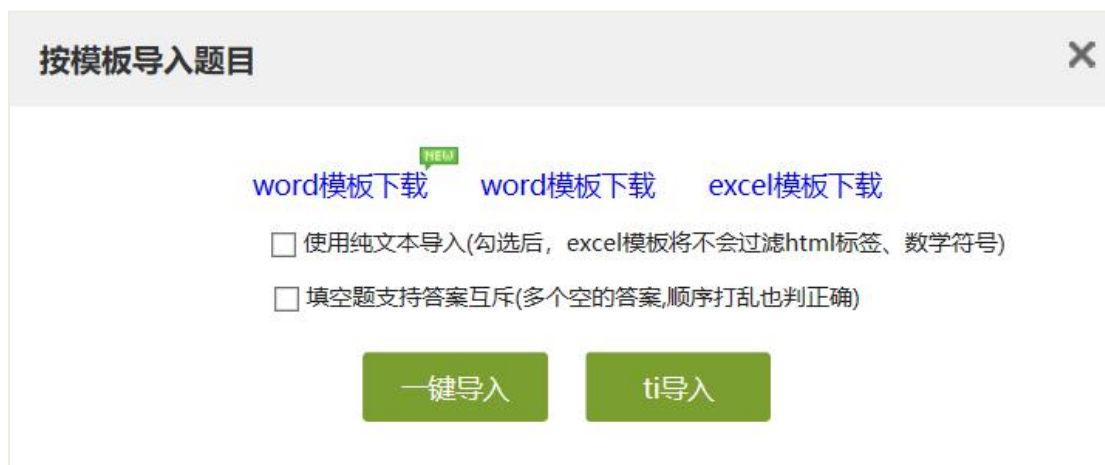 按模板导入题目
NEW
word模板下载 word模板下载 excel模板下载
使用纯文本导入(勾选后，excel模板将不会过滤html标签、数学符号)
填空题支持答案互斥(多个空的答案,顺序打乱也判正确)
一键导入 ti导入